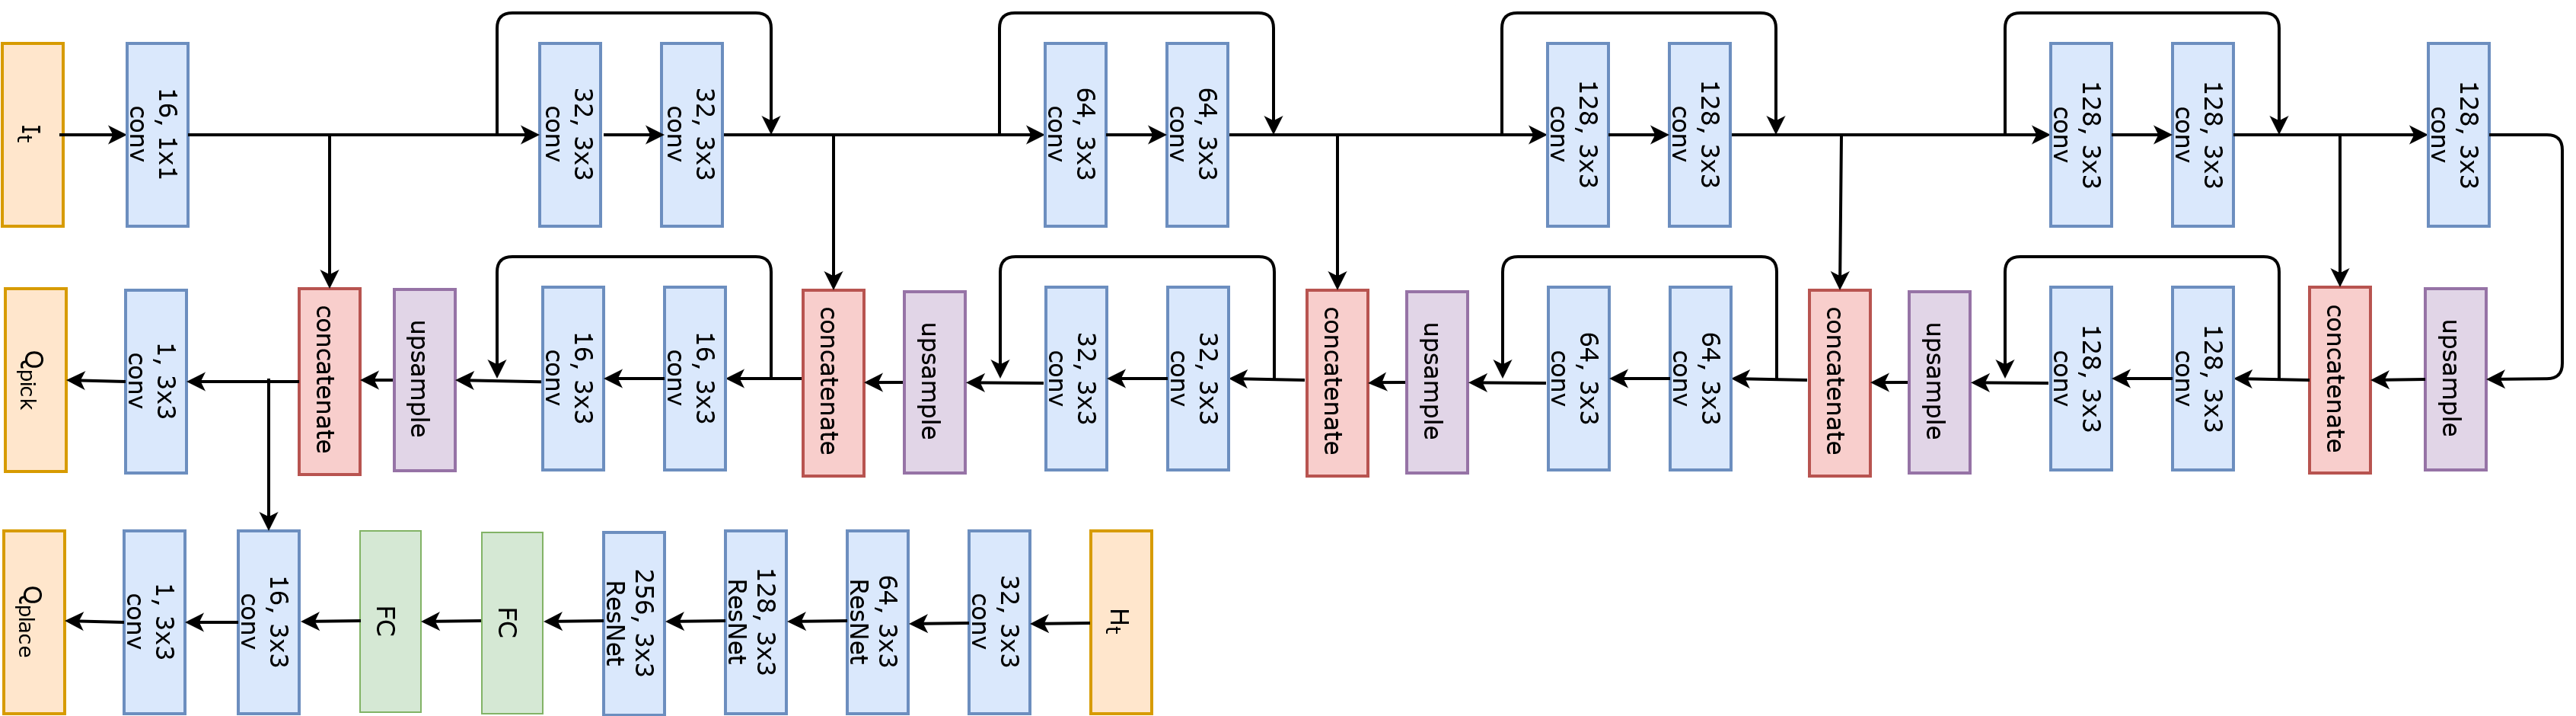 I_t
16, 1x1
conv
32, 3x3
conv
32, 3x3
conv
64, 3x3
conv
64, 3x3
conv
128, 3x3
conv
128, 3x3
conv
128, 3x3
conv
128, 3x3
conv
128, 3x3
conv
Q_pick
1, 3x3
conv
concatenate
upsample
16, 3x3
conv
16, 3x3
conv
concatenate
upsample
32, 3x3
conv
32, 3x3
conv
concatenate
upsample
64, 3x3
conv
64, 3x3
conv
concatenate
upsample
128, 3x3
conv
128, 3x3
conv
concatenate
upsample
Q_place
1, 3x3
conv
16, 3x3
conv
FC
FC
256, 3x3
ResNet
128, 3x3
ResNet
64, 3x3
ResNet
32, 3x3
conv
H_t